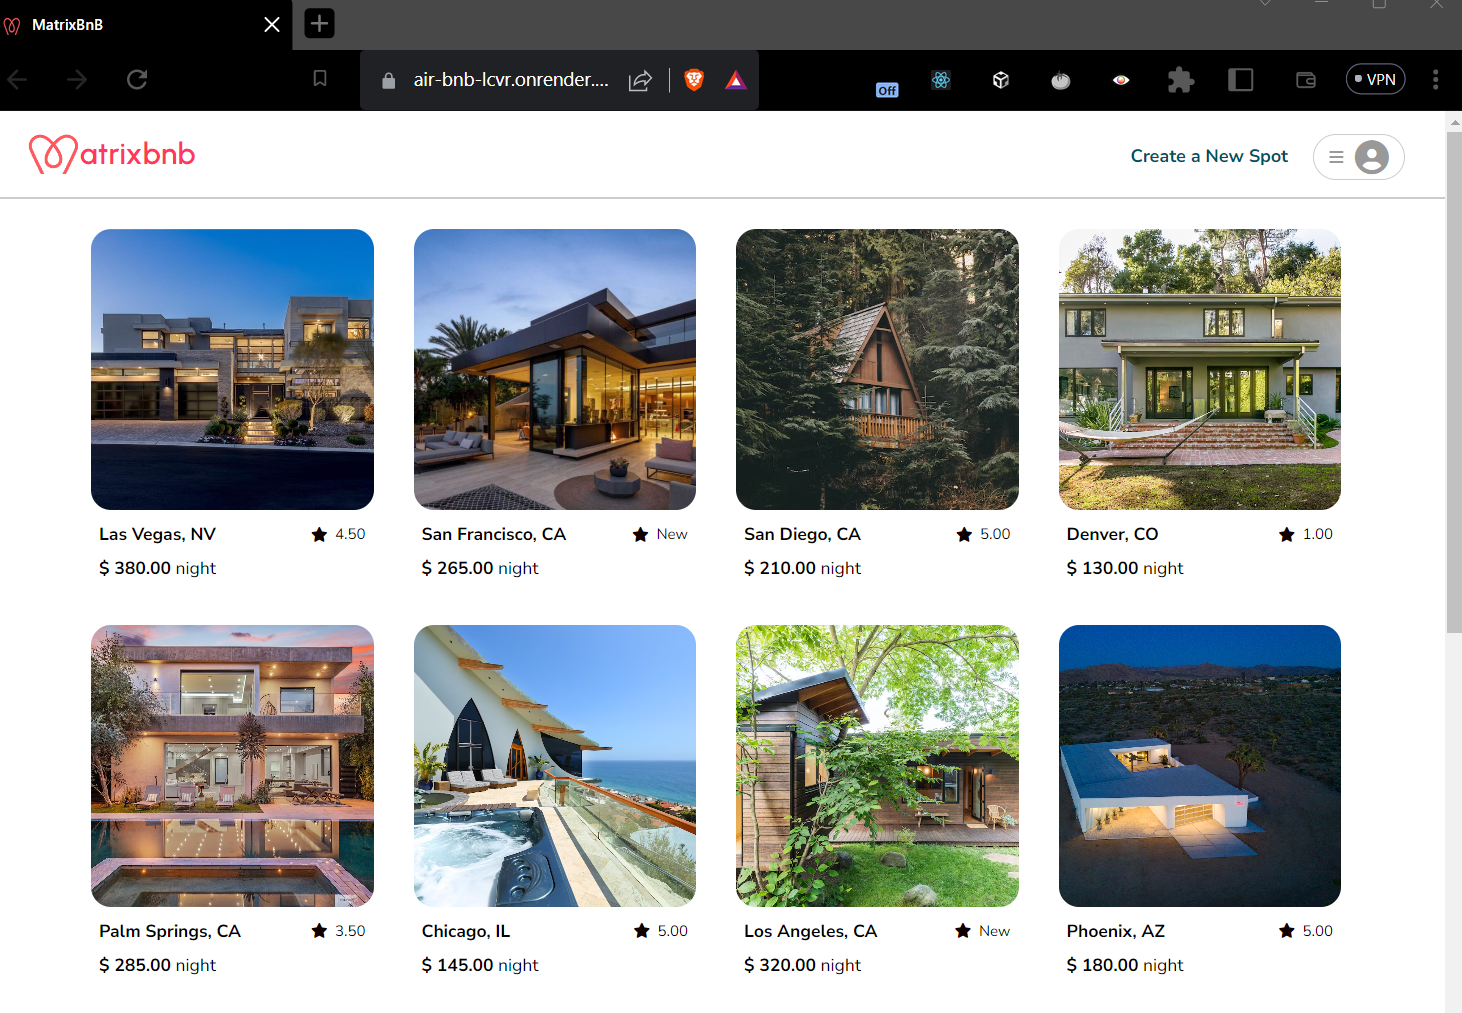 MatrixBnB
air-bnb-lcvr.onrender....
Off
VPN
atrixbnb
Create a New Spot
Las Vegas, NV ★ 4.50
$ 380.00 night
San Francisco, CA ★ New
$ 265.00 night
San Diego, CA ★ 5.00
$ 210.00 night
Denver, CO ★ 1.00
$ 130.00 night
Palm Springs, CA ★ 3.50
$ 285.00 night
Chicago, IL ★ 5.00
$ 145.00 night
Los Angeles, CA ★ New
$ 320.00 night
Phoenix, AZ ★ 5.00
$ 180.00 night